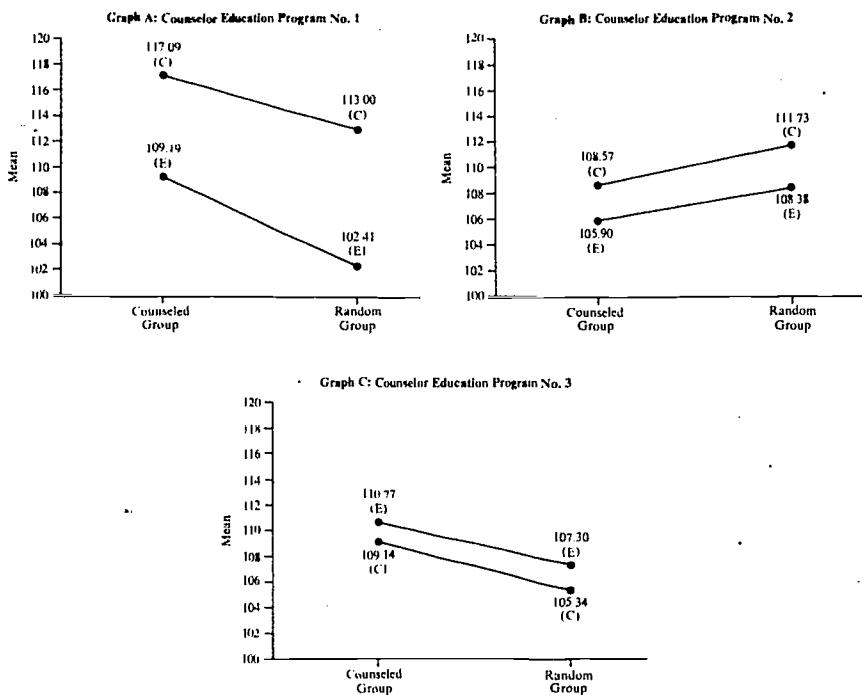 Graph A: Counselor Education Program No. 1
120
118
116
114
112
110
108
106
104
102
100
Mean
117.09
(C)
113.00
(C)
109.19
(E)
102.41
(E)
Counseled
Group
Random
Group
Graph B: Counselor Education Program No. 2
120
118
116
114
112
110
108
106
104
102
100
Mean
108.57
(C)
111.73
(C)
105.90
(E)
108.38
(E)
Counseled
Group
Random
Group
Graph C: Counselor Education Program No. 3
120
118
116
114
112
110
108
106
104
102
100
Mean
110.77
(E)
107.30
(E)
109.14
(C)
105.34
(C)
Counseled
Group
Random
Group